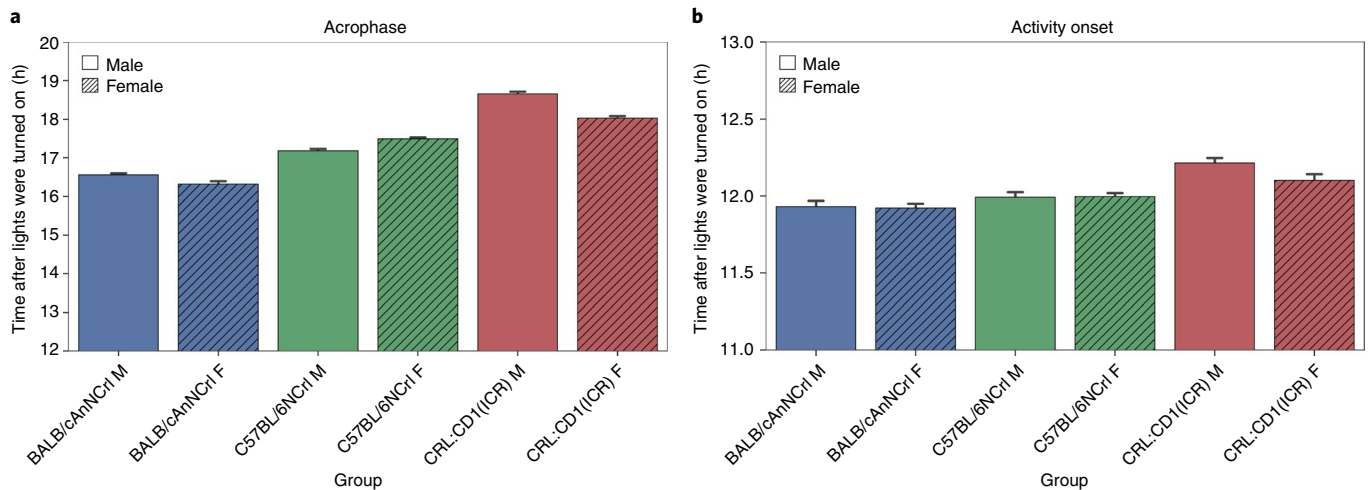 a
Acrophase
Time after lights were turned on (h)
20
19
18
17
16
15
14
13
12
Male
Female
BALB/cAnNCrl M
BALB/cAnNCrl F
C57BL/6NCrl M
C57BL/6NCrl F
CRL:CD1(ICR) M
CRL:CD1(ICR) F
Group
b
Activity onset
Time after lights were turned on (h)
13.0
12.5
12.0
11.5
11.0
Male
Female
BALB/cAnNCrl M
BALB/cAnNCrl F
C57BL/6NCrl M
C57BL/6NCrl F
CRL:CD1(ICR) M
CRL:CD1(ICR) F
Group